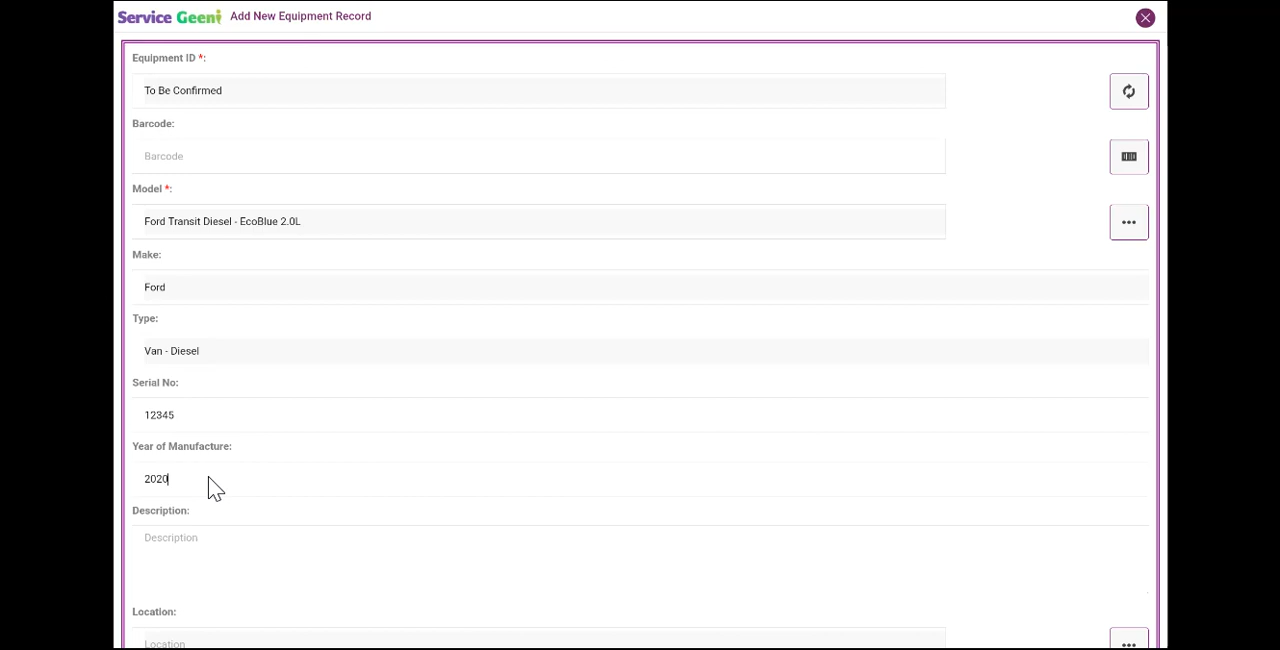 Service Geeni Add New Equipment Record
Equipment ID *:
To Be Confirmed
Barcode:
Barcode
Model *:
Ford Transit Diesel - EcoBlue 2.0L
Make:
Ford
Type:
Van - Diesel
Serial No:
12345
Year of Manufacture:
2020
Description:
Description
Location:
Location